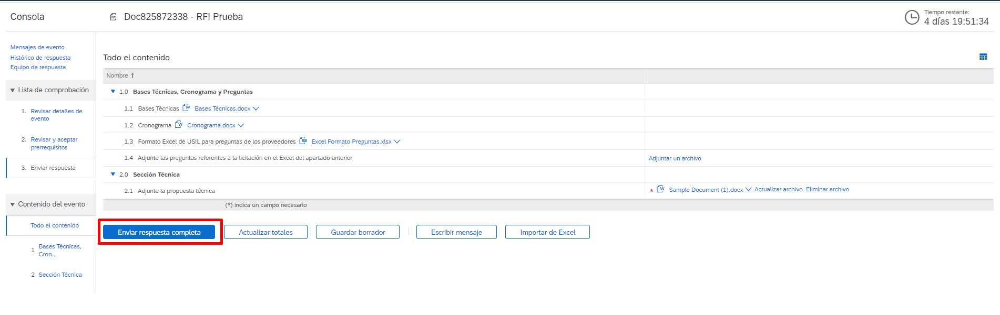 Consola
Doc825872338 - RFI Prueba
Tiempo restante:
4 días 19:51:34
Mensajes de evento
Histórico de respuesta
Equipo de respuesta
Lista de comprobación
1. Revisar detalles de
evento
2. Revisar y aceptar
prerrequisitos
3. Enviar respuesta
Contenido del evento
Todo el contenido
1 Bases Técnicas,
Cron...
2 Sección Técnica
Todo el contenido
Nombre ↑
1.0 Bases Técnicas, Cronograma y Preguntas
1.1 Bases Técnicas Bases Técnicas.docx
1.2 Cronograma Cronograma.docx
1.3 Formato Excel de USIL para preguntas de los proveedores Excel Formato Preguntas.xlsx
1.4 Adjunte las preguntas referentes a la licitación en el Excel del apartado anterior Adjuntar un archivo
2.0 Sección Técnica
2.1 Adjunte la propuesta técnica * Sample Document (1).docx Actualizar archivo Eliminar archivo
(*) indica un campo necesario
Enviar respuesta completa Actualizar totales Guardar borrador Escribir mensaje Importar de Excel